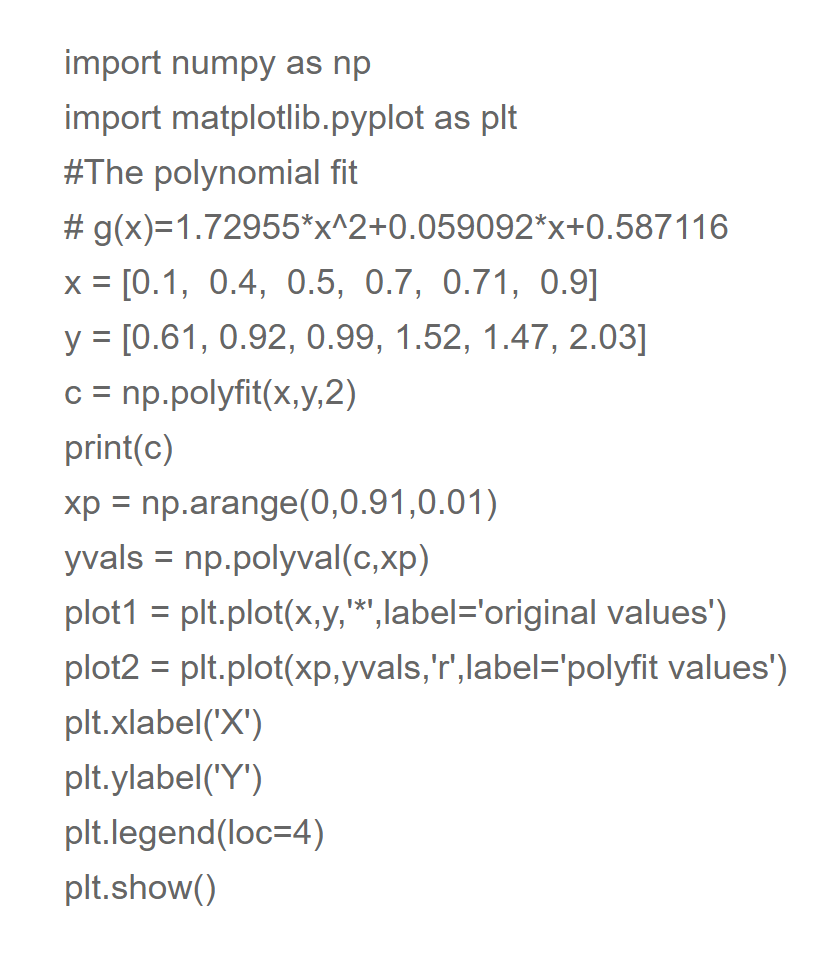 import numpy as np
import matplotlib.pyplot as plt
#The polynomial fit
# g(x)=1.72955*x^2+0.059092*x+0.587116
x = [0.1,  0.4,  0.5,  0.7,  0.71,  0.9]
y = [0.61, 0.92, 0.99, 1.52, 1.47, 2.03]
c = np.polyfit(x,y,2)
print(c)
xp = np.arange(0,0.91,0.01)
yvals = np.polyval(c,xp)
plot1 = plt.plot(x,y,'*',label='original values')
plot2 = plt.plot(xp,yvals,'r',label='polyfit values')
plt.xlabel('X')
plt.ylabel('Y')
plt.legend(loc=4)
plt.show()